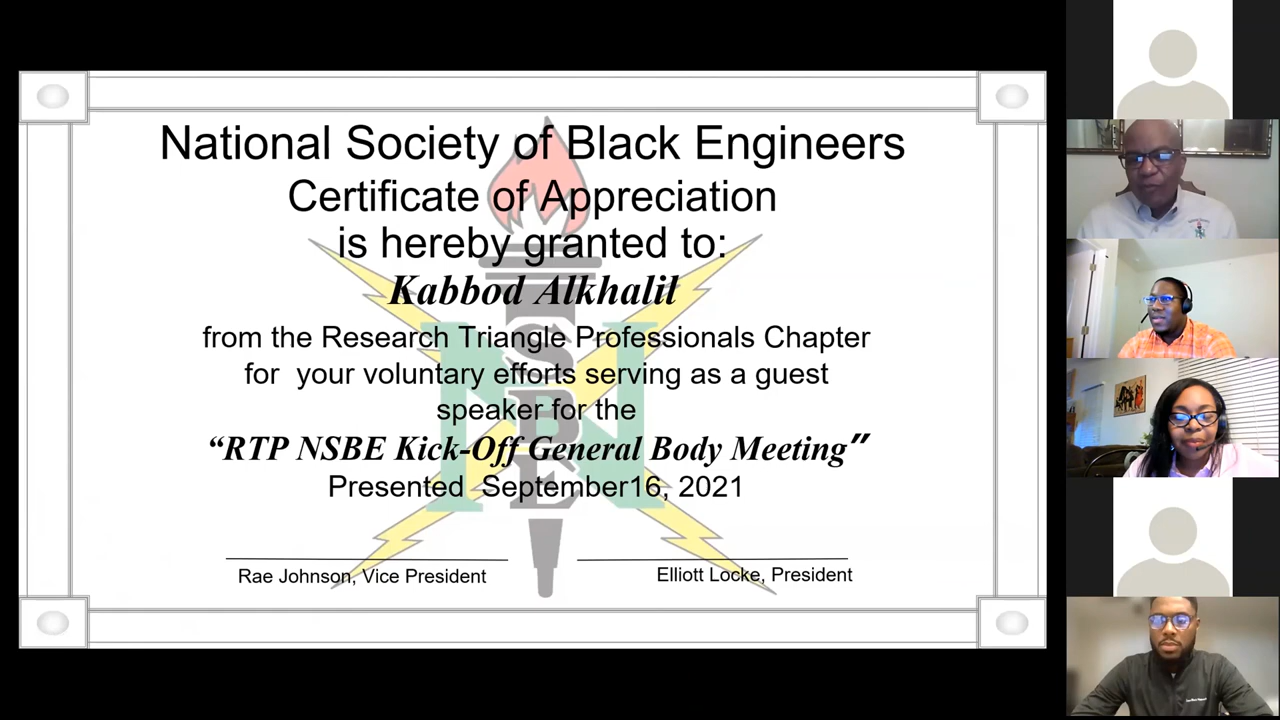 National Society of Black Engineers
Certificate of Appreciation
is hereby granted to:
Kabbod Alkhalil
from the Research Triangle Professionals Chapter
for  your voluntary efforts serving as a guest
speaker for the
“RTP NSBE Kick-Off General Body Meeting”
Presented  September16, 2021
Rae Johnson, Vice President
Elliott Locke, President
NSBE